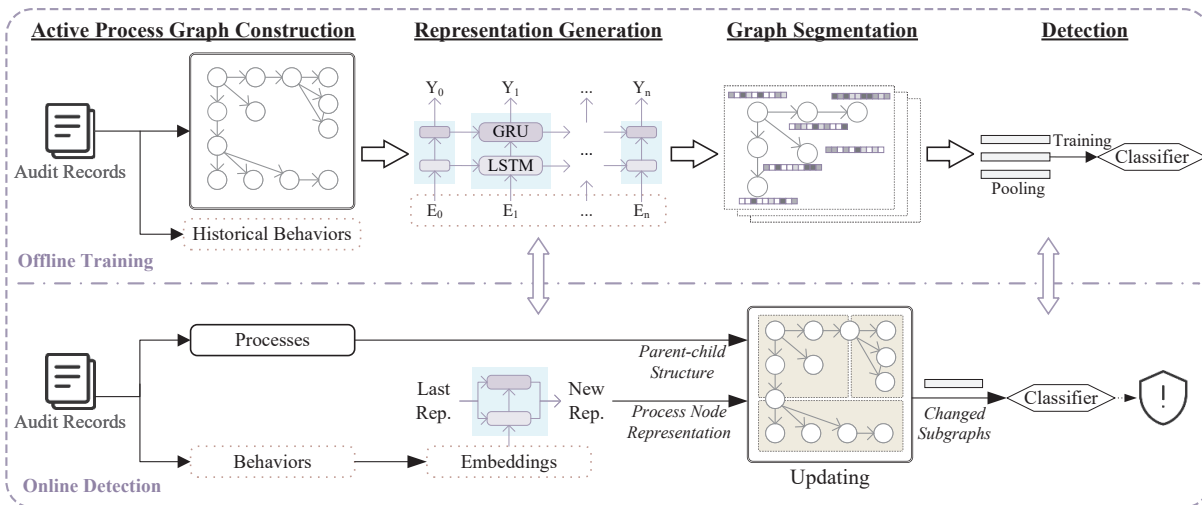 Active Process Graph Construction
Representation Generation
Graph Segmentation
Detection
Audit Records
Historical Behaviors
Offline Training
Y0 Y1 ... Yn
GRU
...
LSTM
...
E0 E1 ... En
Training
Classifier
Pooling
Audit Records
Processes
Behaviors
Online Detection
Last
Rep.
New
Rep.
Embeddings
Parent-child
Structure
Process Node
Representation
Updating
Changed
Subgraphs
Classifier